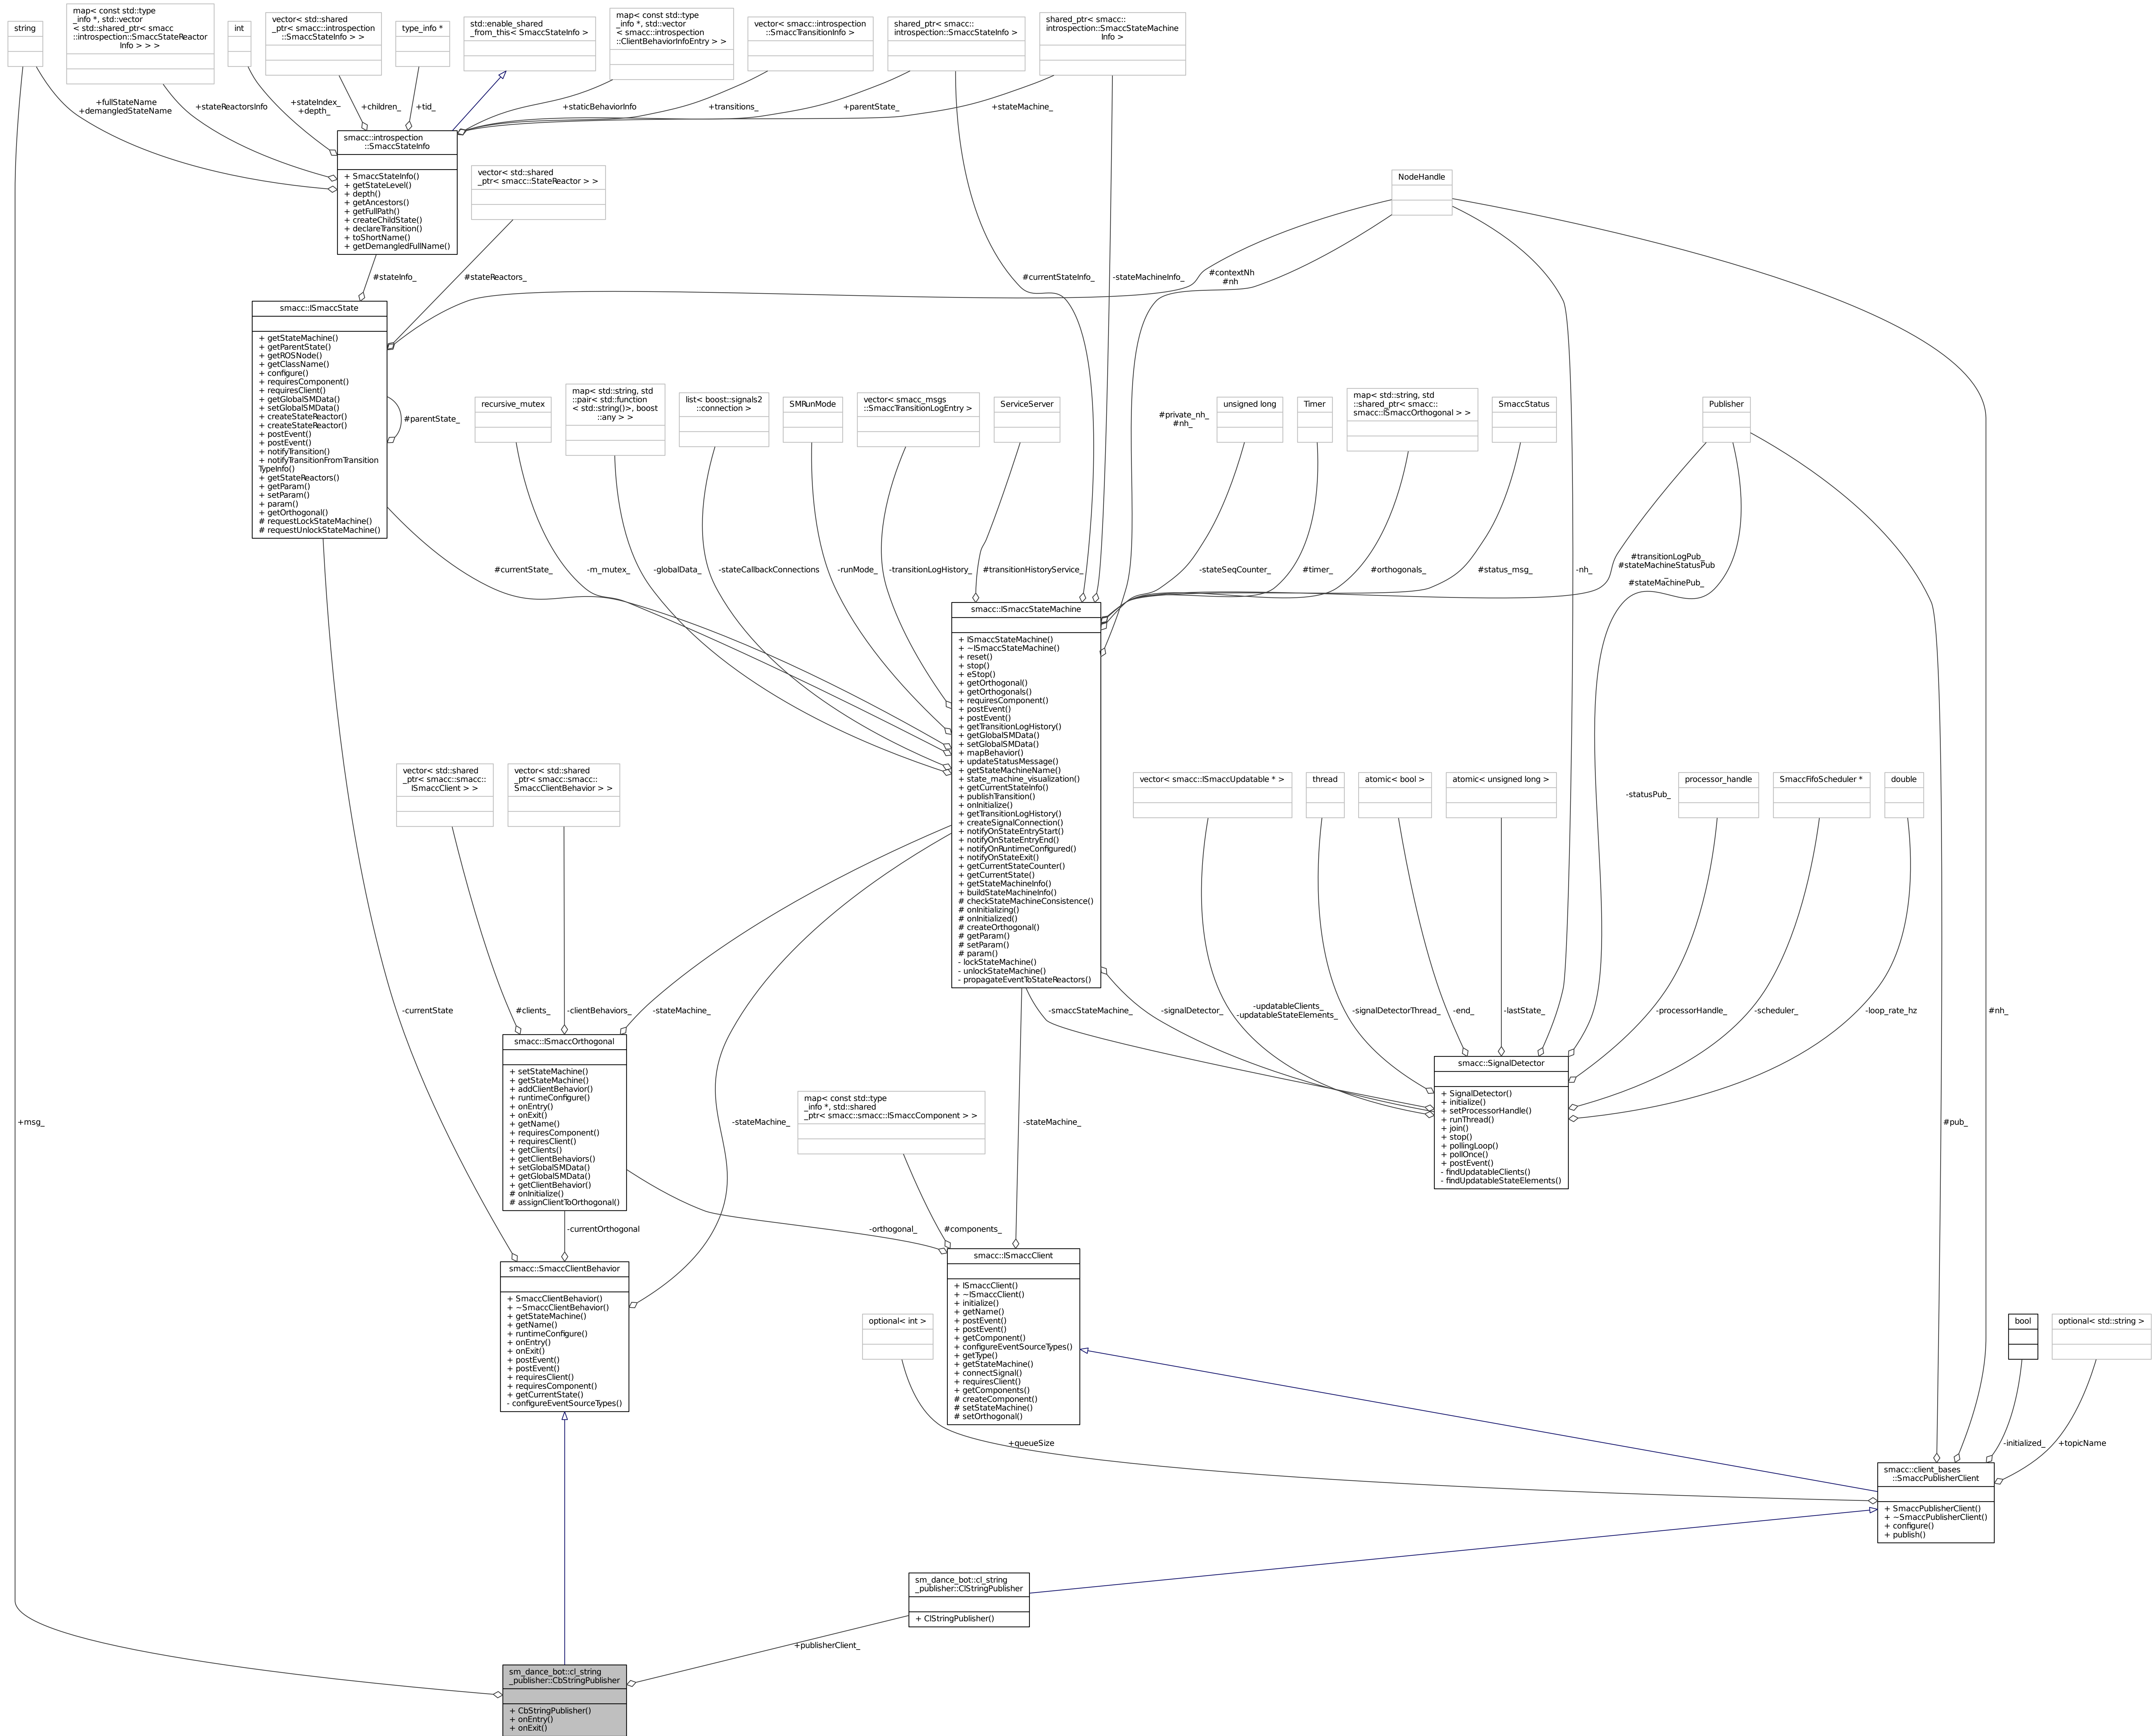 string
map< const std::type
_info *, std::vector
< std::shared_ptr< smacc
::introspection::SmaccStateReactor
Info > > >
int
vector< std::shared
_ptr< smacc::introspection
::SmaccStateInfo > >
type_info *
std::enable_shared
_from_this< SmaccStateInfo >
map< const std::type
_info *, std::vector
< smacc::introspection
::ClientBehaviorInfoEntry > >
vector< smacc::introspection
::SmaccTransitionInfo >
shared_ptr< smacc::
introspection::SmaccStateInfo >
shared_ptr< smacc::
introspection::SmaccStateMachine
Info >
+fullStateName
+demangledStateName
+stateReactorsInfo
+stateIndex_
+depth_
+children_
+tid_
+staticBehaviorInfo
+transitions_
+parentState_
+stateMachine_
smacc::introspection
::SmaccStateInfo
+ SmaccStateInfo()
+ getStateLevel()
+ depth()
+ getAncestors()
+ getFullPath()
+ createChildState()
+ declareTransition()
+ toShortName()
+ getDemangledFullName()
vector< std::shared
_ptr< smacc::StateReactor > >
NodeHandle
#stateInfo_
#stateReactors_
#currentStateInfo_
-stateMachineInfo_
#contextNh
#nh
smacc::ISmaccState
+ getStateMachine()
+ getParentState()
+ getROSNode()
+ getClassName()
+ configure()
+ requiresComponent()
+ requiresClient()
+ getGlobalSMData()
+ setGlobalSMData()
+ createStateReactor()
+ createStateReactor()
+ postEvent()
+ postEvent()
+ notifyTransition()
+ notifyTransitionFromTransition
TypeInfo()
+ getStateReactors()
+ getParam()
+ setParam()
+ param()
+ getOrthogonal()
# requestLockStateMachine()
# requestUnlockStateMachine()
#parentState_
recursive_mutex
map< std::string, std
::pair< std::function
< std::string()>, boost
::any > >
list< boost::signals2
::connection >
SMRunMode
vector< smacc_msgs
::SmaccTransitionLogEntry >
ServiceServer
#private_nh_
#nh_
unsigned long
Timer
map< std::string, std
::shared_ptr< smacc::
smacc::ISmaccOrthogonal > >
SmaccStatus
Publisher
#currentState_
-m_mutex_
-globalData_
-stateCallbackConnections
-runMode_
-transitionLogHistory_
#transitionHistoryService_
-stateSeqCounter_
#timer_
#orthogonals_
#status_msg_
-nh_
#transitionLogPub_
#stateMachineStatusPub
_
#stateMachinePub_
smacc::ISmaccStateMachine
+ ISmaccStateMachine()
+ ~ISmaccStateMachine()
+ reset()
+ stop()
+ eStop()
+ getOrthogonal()
+ getOrthogonals()
+ requiresComponent()
+ postEvent()
+ postEvent()
+ getTransitionLogHistory()
+ getGlobalSMData()
+ setGlobalSMData()
+ mapBehavior()
+ updateStatusMessage()
+ getStateMachineName()
+ state_machine_visualization()
+ getCurrentStateInfo()
+ publishTransition()
+ onInitialize()
+ getTransitionLogHistory()
+ createSignalConnection()
+ notifyOnStateEntryStart()
+ notifyOnStateEntryEnd()
+ notifyOnRuntimeConfigured()
+ notifyOnStateExit()
+ getCurrentStateCounter()
+ getCurrentState()
+ getStateMachineInfo()
+ buildStateMachineInfo()
# checkStateMachineConsistence()
# onInitializing()
# onInitialized()
# createOrthogonal()
# getParam()
# setParam()
# param()
- lockStateMachine()
- unlockStateMachine()
- propagateEventToStateReactors()
vector< std::shared
_ptr< smacc::smacc::
ISmaccClient > >
vector< std::shared
_ptr< smacc::smacc::
SmaccClientBehavior > >
vector< smacc::ISmaccUpdatable * >
thread
atomic< bool >
atomic< unsigned long >
-statusPub_
processor_handle
SmaccFifoScheduler *
double
-currentState
#clients_
-clientBehaviors_
-stateMachine_
-smaccStateMachine_
-signalDetector_
-updatableClients_
-updatableStateElements_
-signalDetectorThread_
-end_
-lastState_
-processorHandle_
-scheduler_
-loop_rate_hz
#nh_
smacc::ISmaccOrthogonal
+ setStateMachine()
+ getStateMachine()
+ addClientBehavior()
+ runtimeConfigure()
+ onEntry()
+ onExit()
+ getName()
+ requiresComponent()
+ requiresClient()
+ getClients()
+ getClientBehaviors()
+ setGlobalSMData()
+ getGlobalSMData()
+ getClientBehavior()
# onInitialize()
# assignClientToOrthogonal()
smacc::SignalDetector
+ SignalDetector()
+ initialize()
+ setProcessorHandle()
+ runThread()
+ join()
+ stop()
+ pollingLoop()
+ pollOnce()
+ postEvent()
- findUpdatableClients()
- findUpdatableStateElements()
map< const std::type
_info *, std::shared
_ptr< smacc::smacc::ISmaccComponent > >
+msg_
-stateMachine_
-stateMachine_
#pub_
-currentOrthogonal
-orthogonal_
#components_
smacc::SmaccClientBehavior
+ SmaccClientBehavior()
+ ~SmaccClientBehavior()
+ getStateMachine()
+ getName()
+ runtimeConfigure()
+ onEntry()
+ onExit()
+ postEvent()
+ postEvent()
+ requiresClient()
+ requiresComponent()
+ getCurrentState()
- configureEventSourceTypes()
smacc::ISmaccClient
+ ISmaccClient()
+ ~ISmaccClient()
+ initialize()
+ getName()
+ postEvent()
+ postEvent()
+ getComponent()
+ configureEventSourceTypes()
+ getType()
+ getStateMachine()
+ connectSignal()
+ requiresClient()
+ getComponents()
# createComponent()
# setStateMachine()
# setOrthogonal()
optional< int >
bool
optional< std::string >
+queueSize
-initialized_
+topicName
smacc::client_bases
::SmaccPublisherClient
+ SmaccPublisherClient()
+ ~SmaccPublisherClient()
+ configure()
+ publish()
sm_dance_bot::cl_string
_publisher::ClStringPublisher
+ ClStringPublisher()
+publisherClient_
sm_dance_bot::cl_string
_publisher::CbStringPublisher
+ CbStringPublisher()
+ onEntry()
+ onExit()